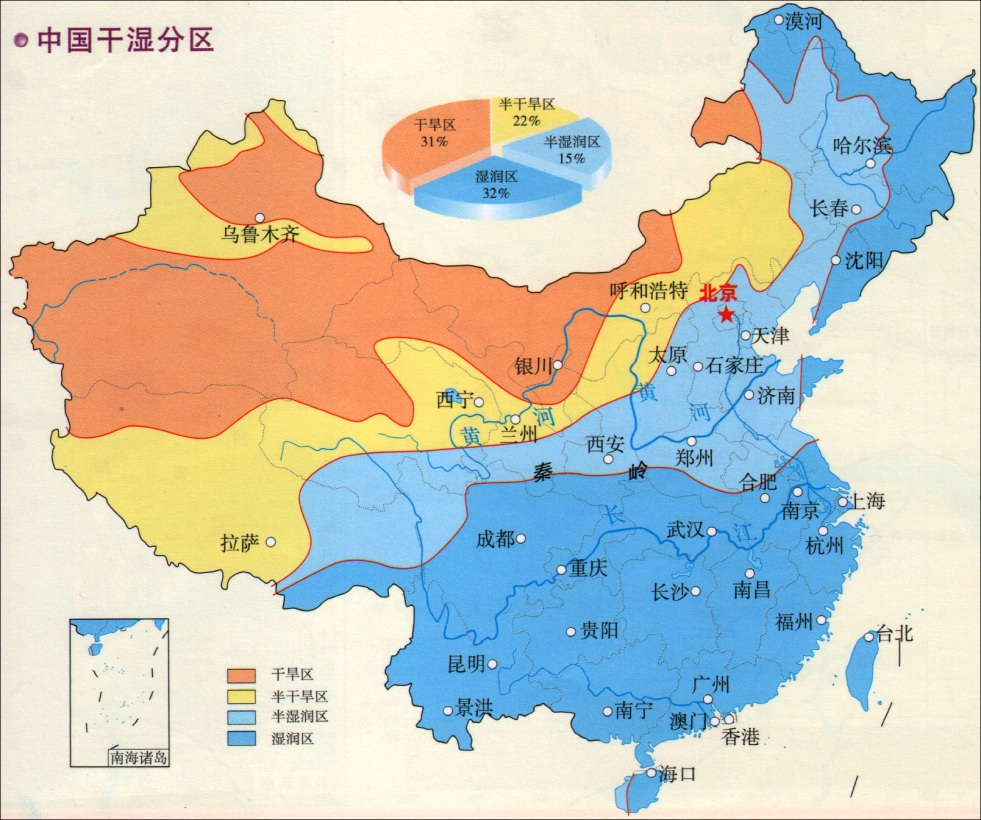 中国干湿分区
漠河
半干旱区
22%
干旱区
31%
半湿润区
15%
湿润区
32%
哈尔滨
长春
乌鲁木齐
沈阳
呼和浩特
北京
天津
太原
石家庄
银川
济南
西宁
黄
河
黄
河
兰州
西安
郑州
秦
岭
合肥
南京
上海
拉萨
成都
长
武汉
江
杭州
重庆
南昌
长沙
福州
贵阳
台北
昆明
广州
景洪
南宁
澳门
香港
海口
干旱区
半干旱区
半湿润区
湿润区
南海诸岛